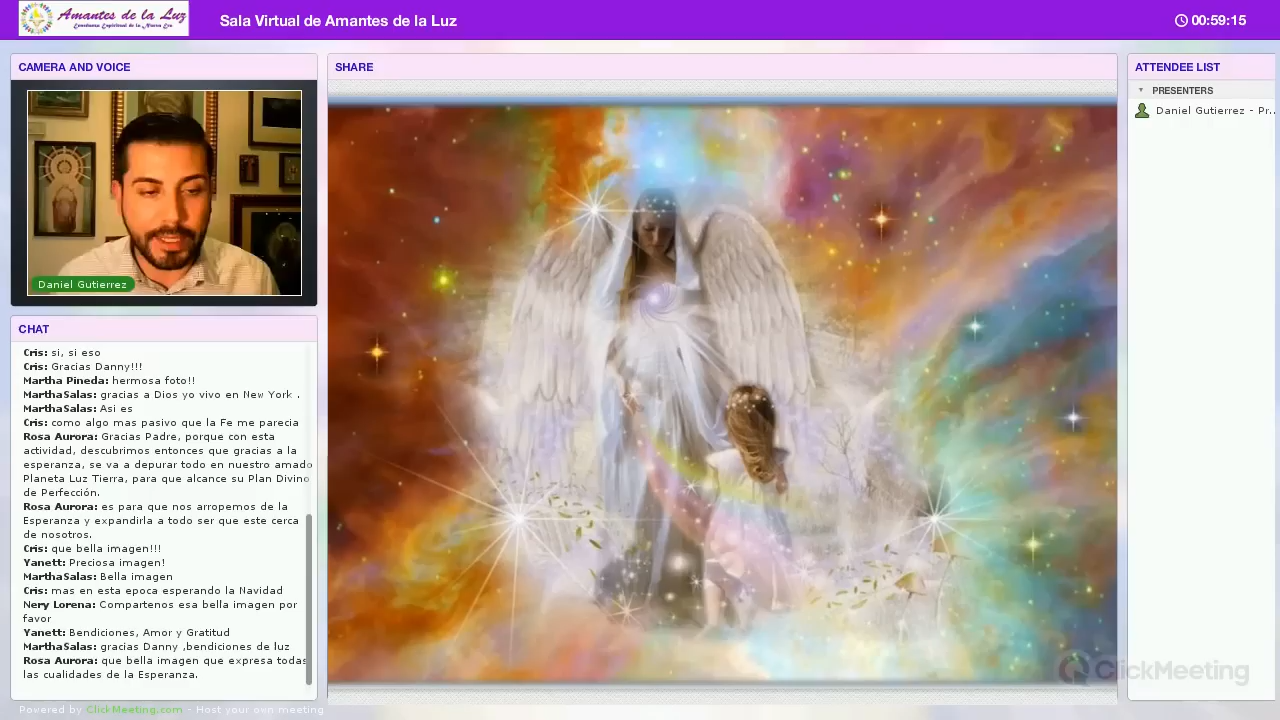 Amantes de la Luz
Enseñanza Espiritual de la Nueva Era
Sala Virtual de Amantes de la Luz
00:59:15
CAMERA AND VOICE
Daniel Gutierrez
CHAT
Cris: si, si eso
Cris: Gracias Danny!!!
Martha Pineda: hermosa foto!!
MarthaSalas: gracias a Dios yo vivo en New York .
MarthaSalas: Asi es
Cris: como algo mas pasivo que la Fe me parecia
Rosa Aurora: Gracias Padre, porque con esta
actividad, descubrimos entonces que gracias a la
esperanza, se va a depurar todo en nuestro amado
Planeta Luz Tierra, para que alcance su Plan Divino
de Perfección.
Rosa Aurora: es para que nos arropemos de la
Esperanza y expandirla a todo ser que este cerca
de nosotros.
Cris: que bella imagen!!!
Yanett: Preciosa imagen!
MarthaSalas: Bella imagen
Cris: mas en esta epoca esperando la Navidad
Nery Lorena: Compartenos esa bella imagen por
favor
Yanett: Bendiciones, Amor y Gratitud
MarthaSalas: gracias Danny ,bendiciones de luz
Rosa Aurora: que bella imagen que expresa todas
las cualidades de la Esperanza.
Powered by ClickMeeting.com - Host your own meeting
SHARE
ClickMeeting
ATTENDEE LIST
PRESENTERS
Daniel Gutierrez - Pr...